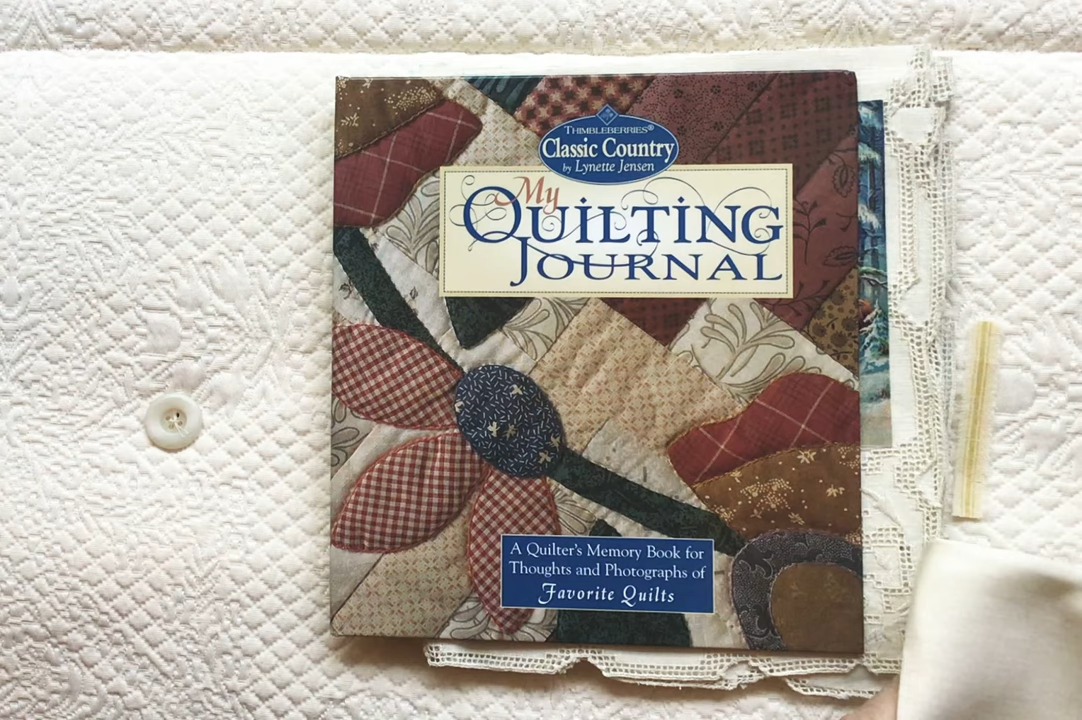 THIMBLEBERRIES®
Classic Country
by Lynette Jensen
My
QUILTING
JOURNAL
A Quilter's Memory Book for
Thoughts and Photographs of
Favorite Quilts